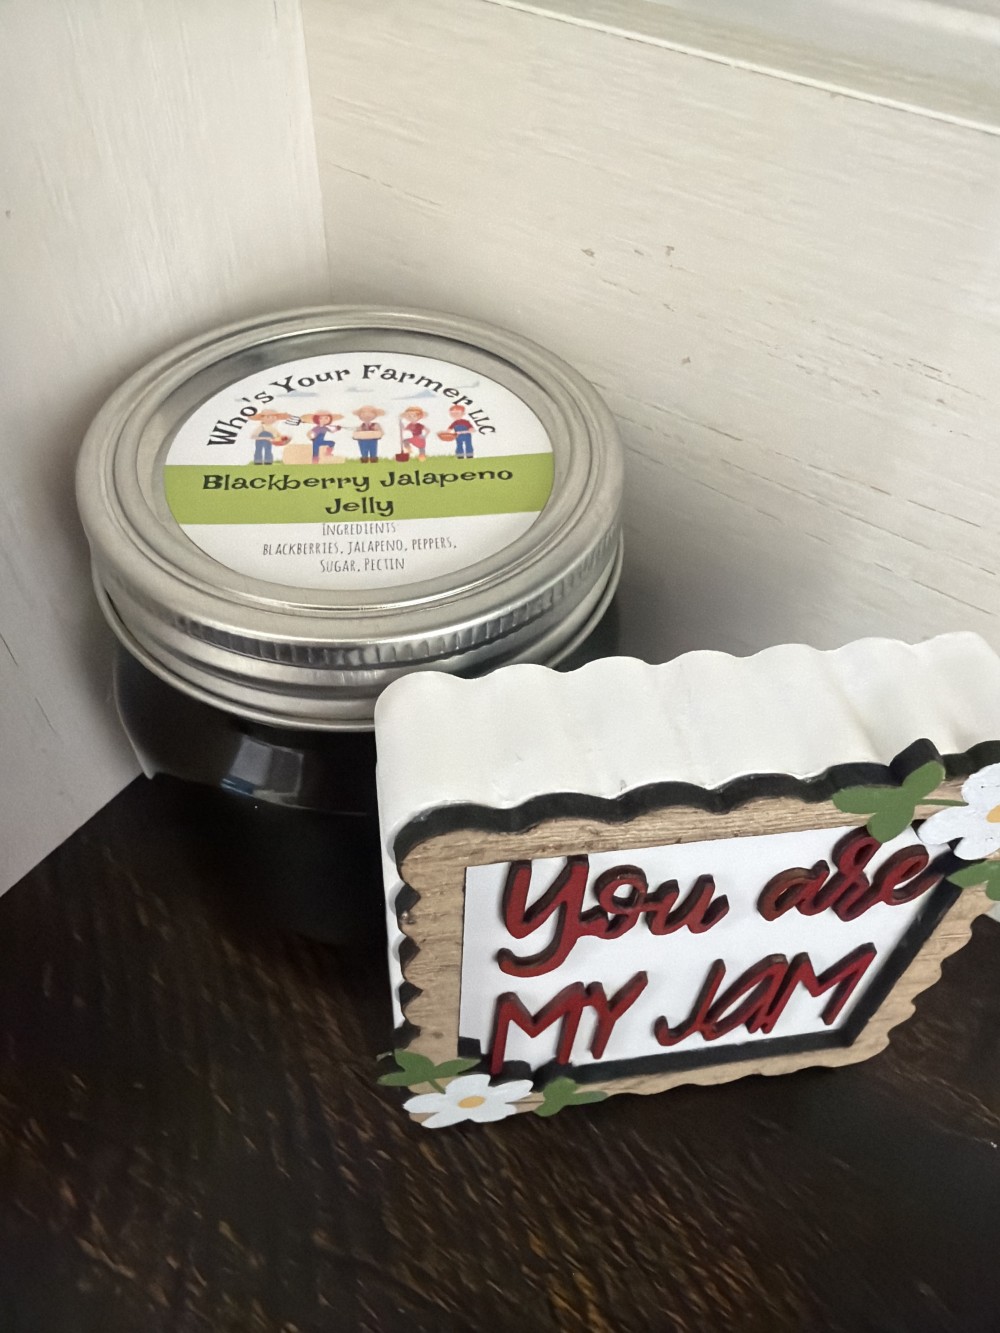 Who's Your Farmer LLC
Blackberry Jalapeno
Jelly
Ingredients
Blackberries, Jalapeno, Peppers,
Sugar, Pectin
You are
MY JAM